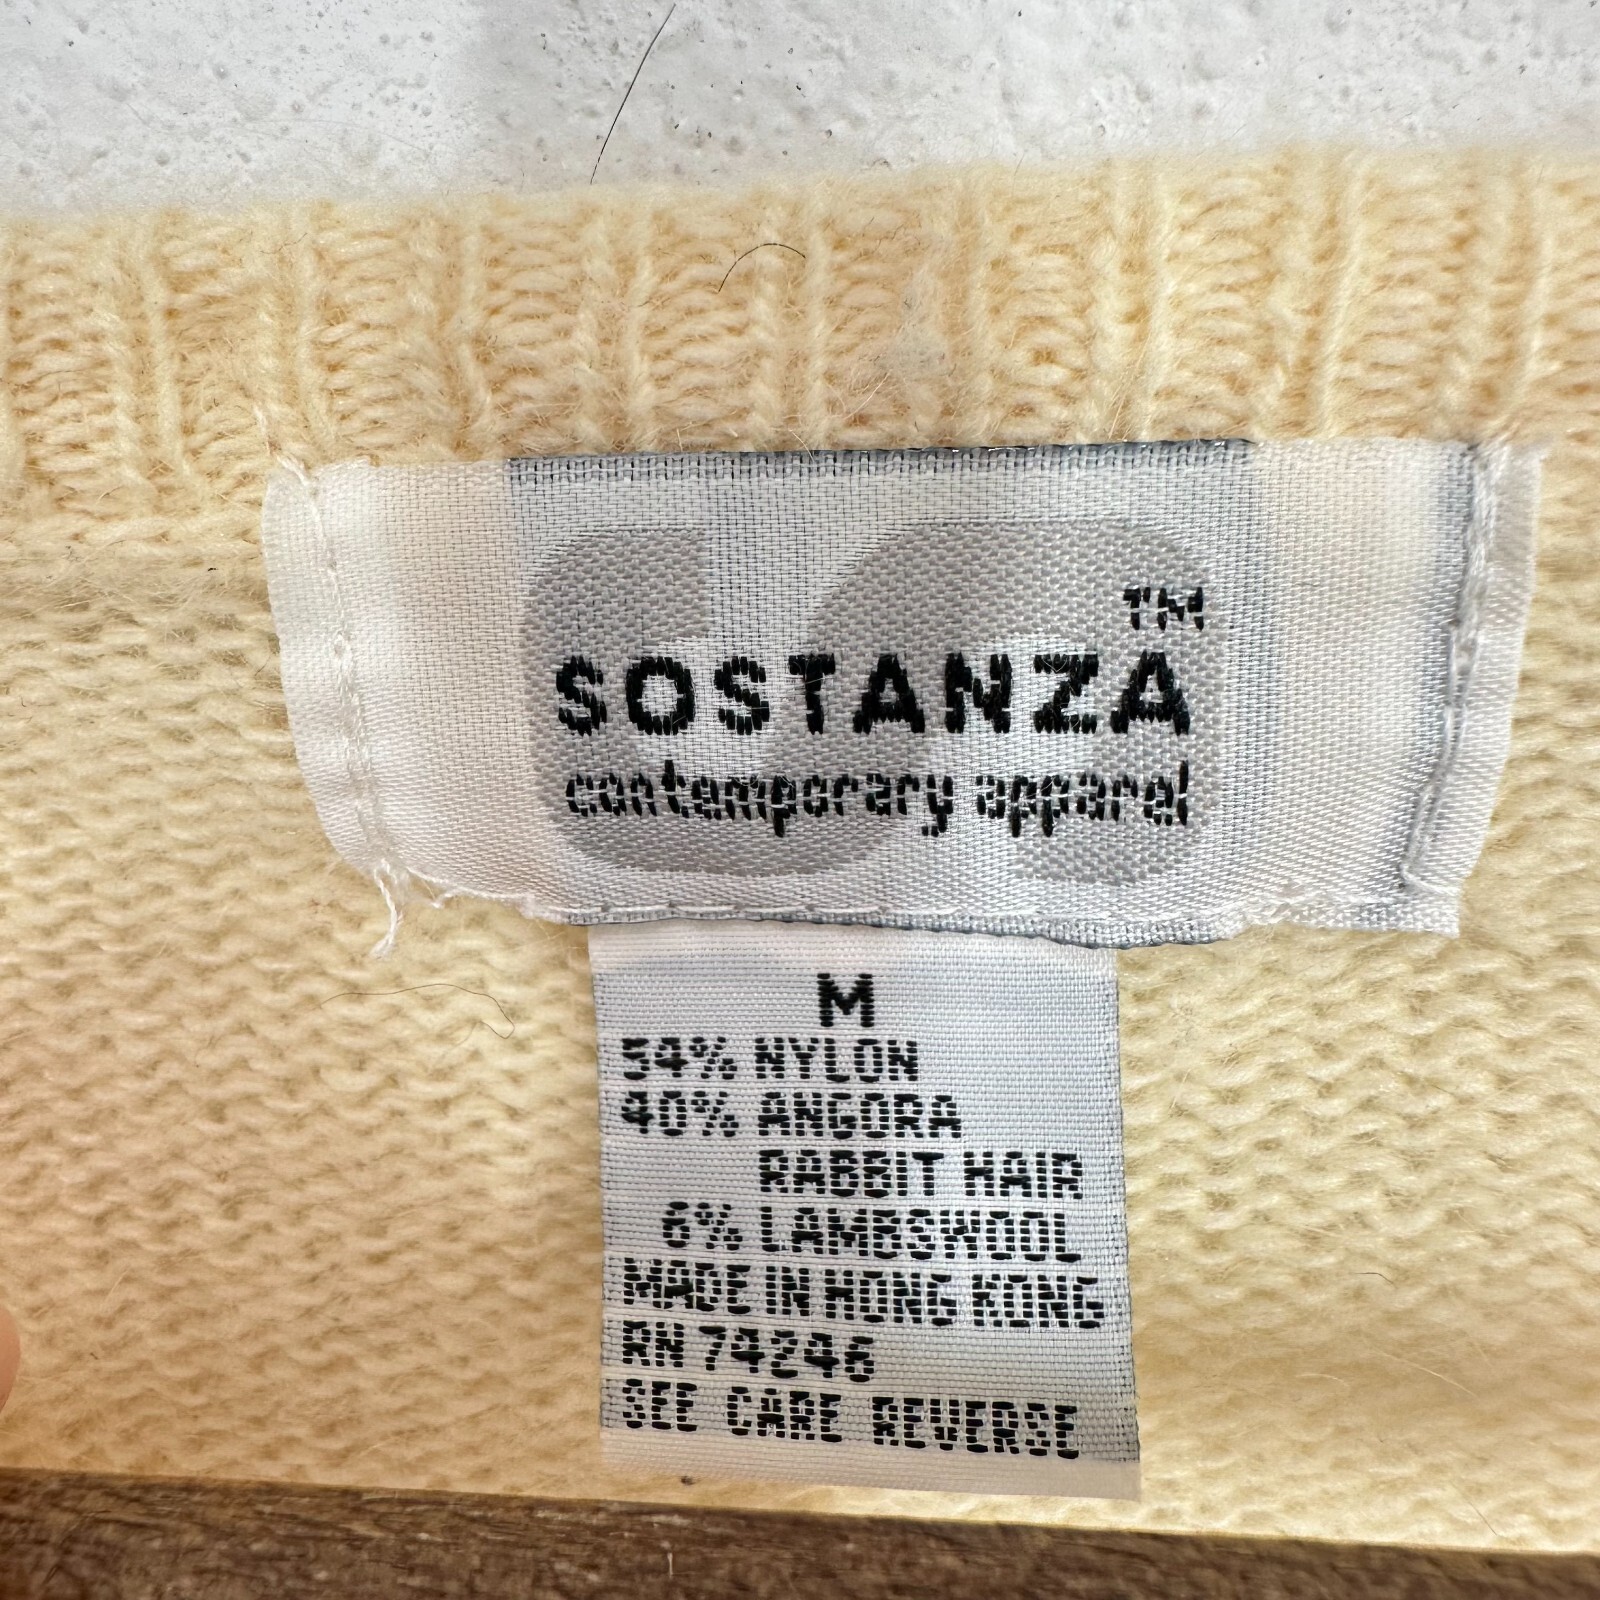 TM
SOSTANZA
contemporary apparel
M
54% NYLON
40% ANGORA
RABBIT HAIR
6% LAMBSWOOL
MADE IN HONG KONG
RN 74246
SEE CARE REVERSE